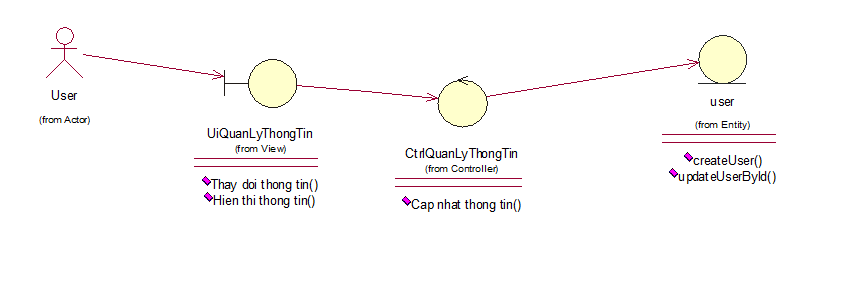 User
(from Actor)
UiQuanLyThongTin
(from View)
Thay doi thong tin()
Hien thi thong tin()
CtrlQuanLyThongTin
(from Controller)
Cap nhat thong tin()
user
(from Entity)
createUser()
updateUserById()